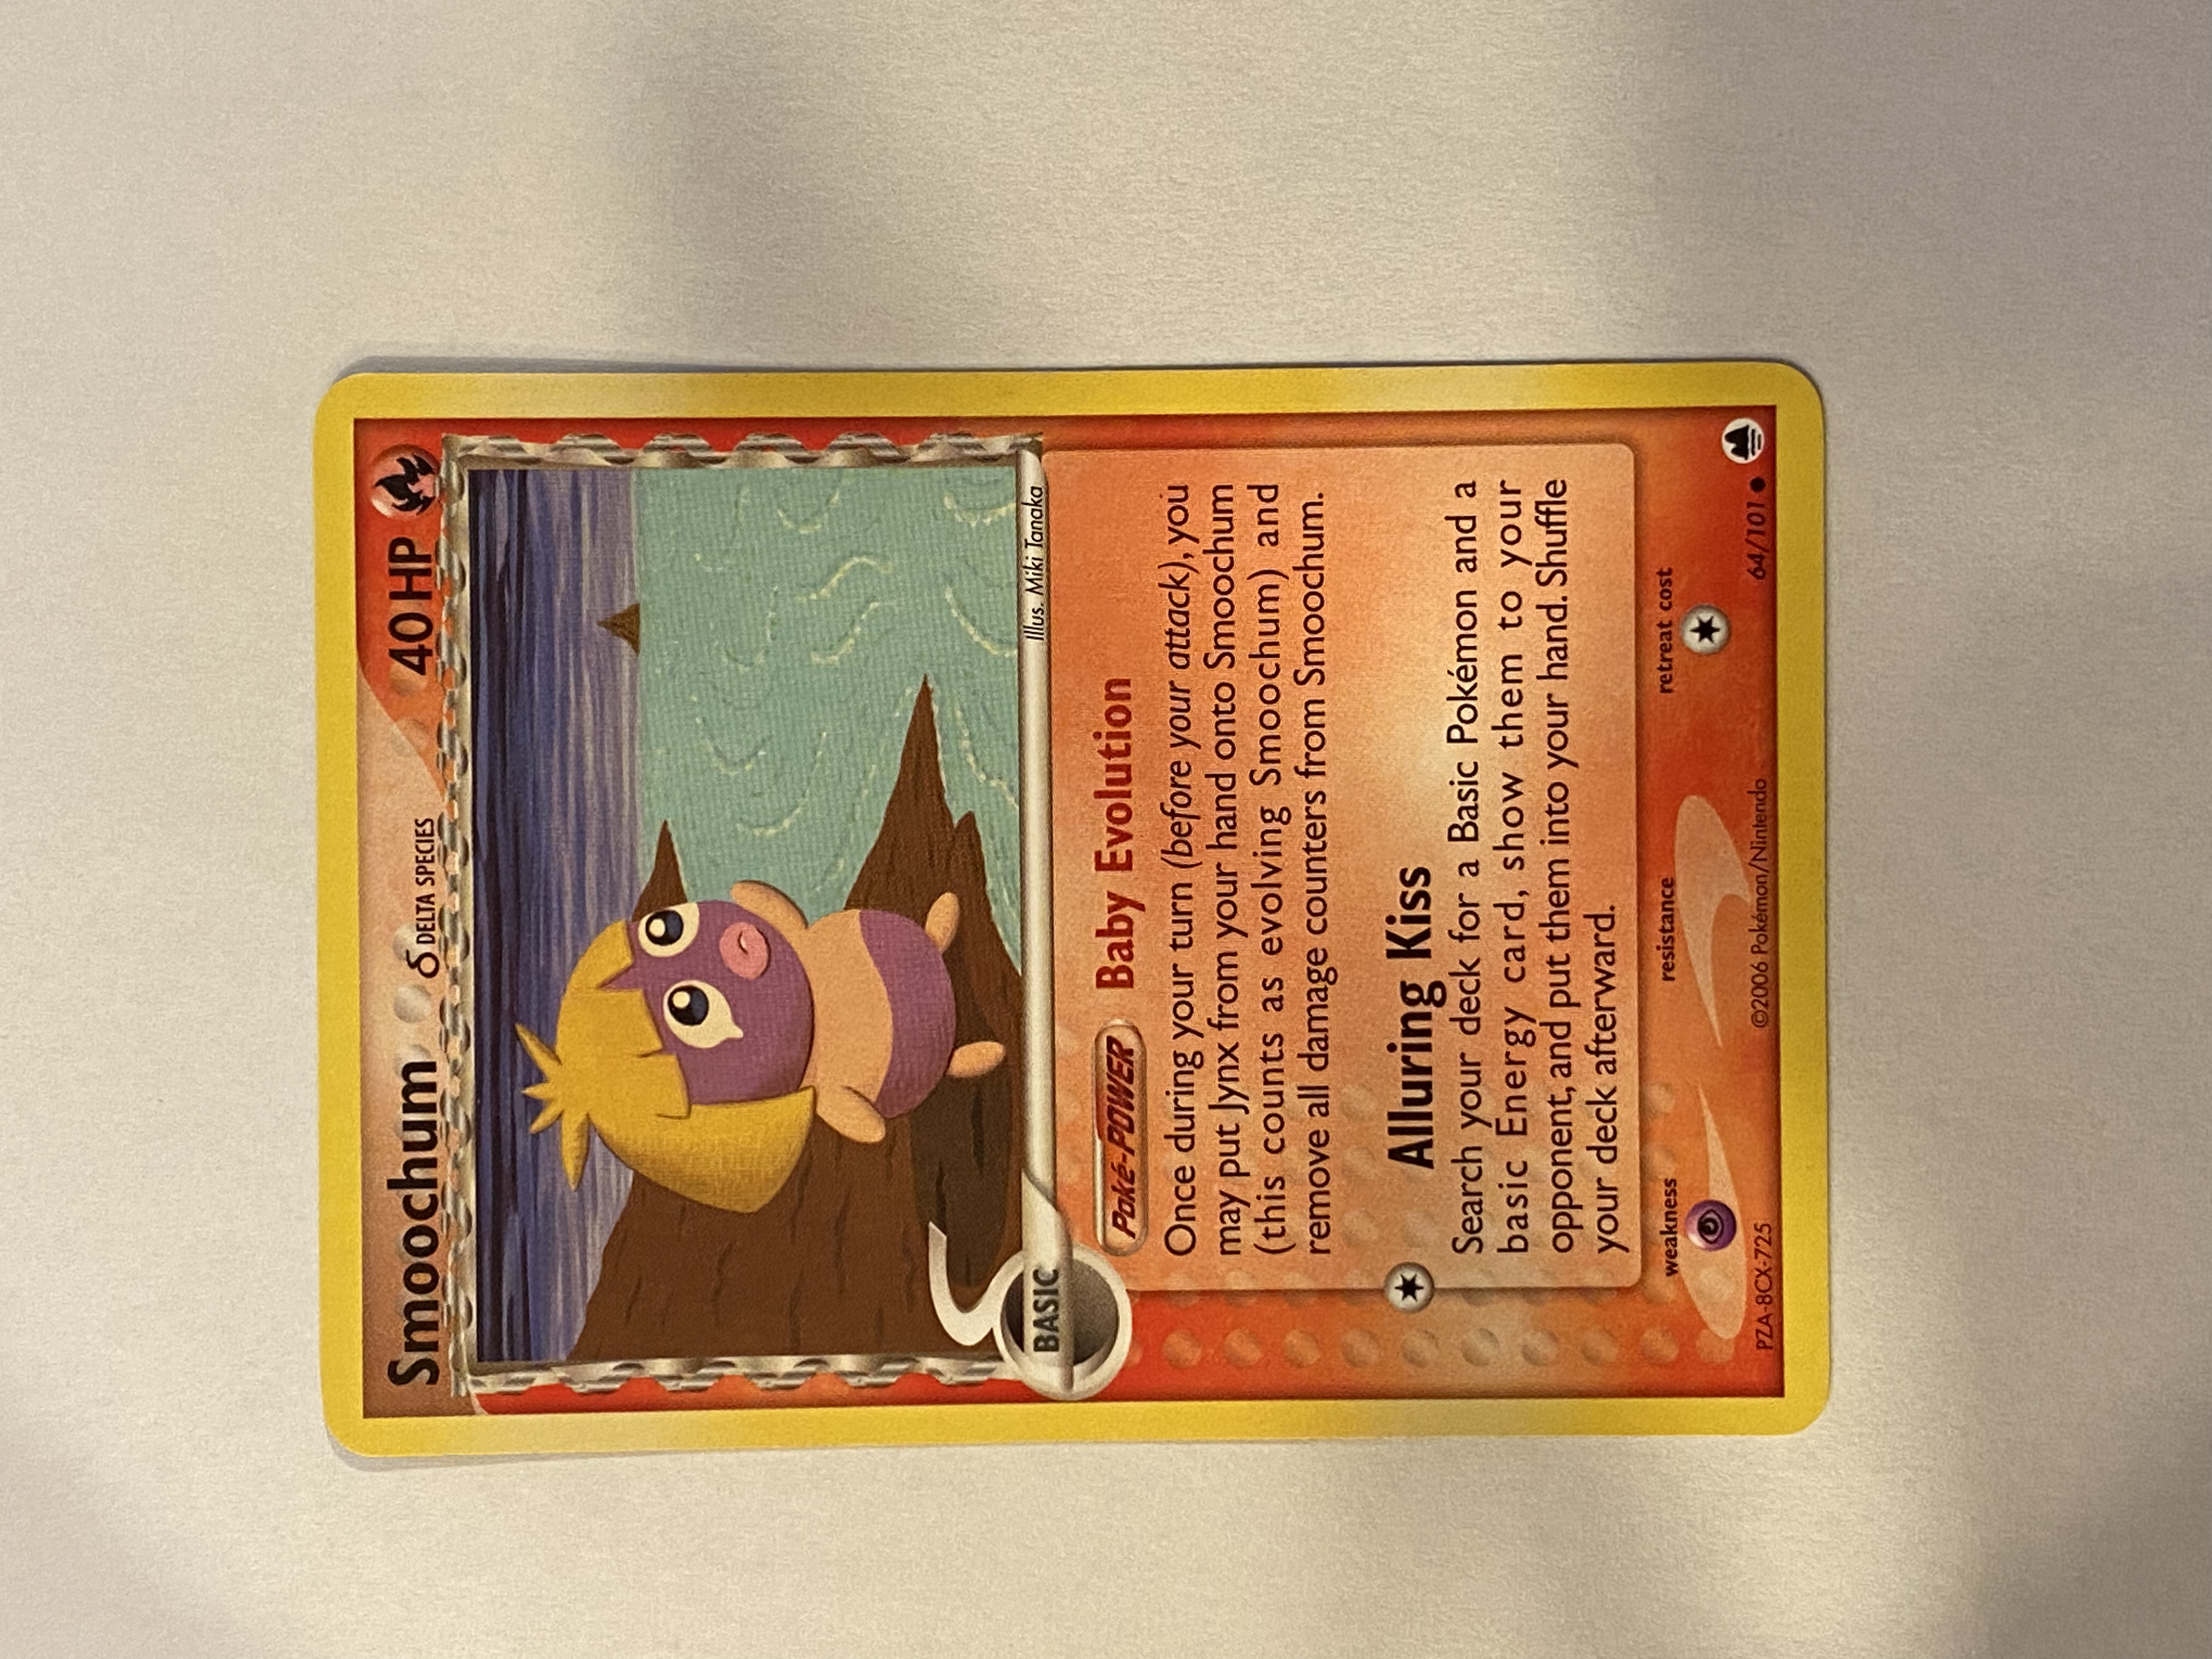 Smoochum δ DELTA SPECIES 40 HP
BASIC
Illus. Miki Tanaka
Poké-POWER Baby Evolution
Once during your turn (before your attack), you
may put Jynx from your hand onto Smoochum
(this counts as evolving Smoochum) and
remove all damage counters from Smoochum.
Alluring Kiss
Search your deck for a Basic Pokémon and a
basic Energy card, show them to your
opponent, and put them into your hand. Shuffle
your deck afterward.
weakness resistance retreat cost
PZA-8CX-725 ©2006 Pokémon/Nintendo 64/101 ●